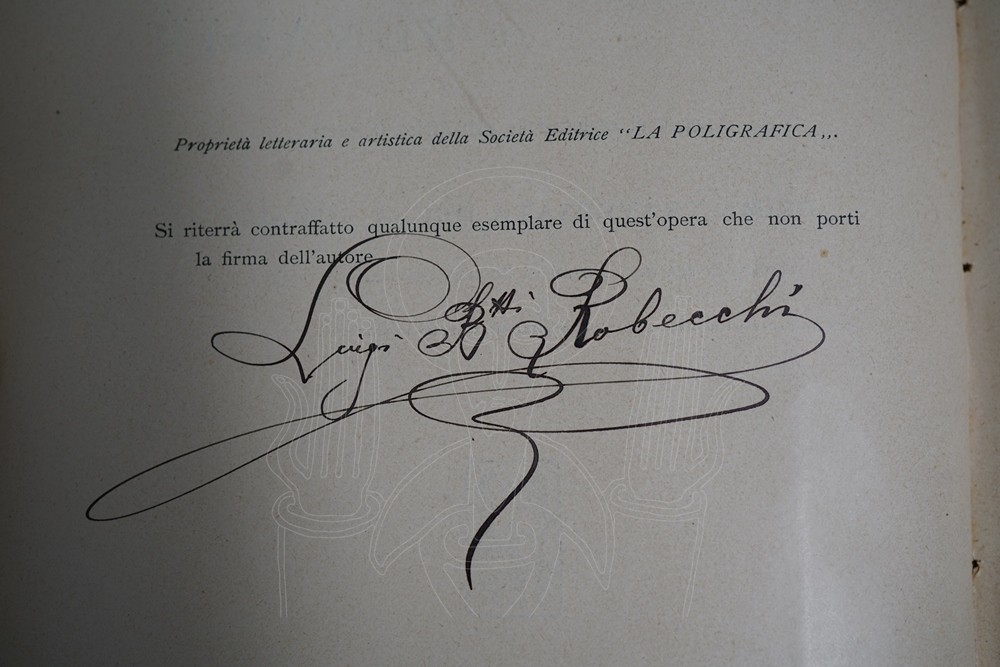 Proprietà letteraria e artistica della Società Editrice “LA POLIGRAFICA„.
Si riterrà contraffatto qualunque esemplare di quest'opera che non porti
la firma dell'autore
Luigi Btti Robecchi